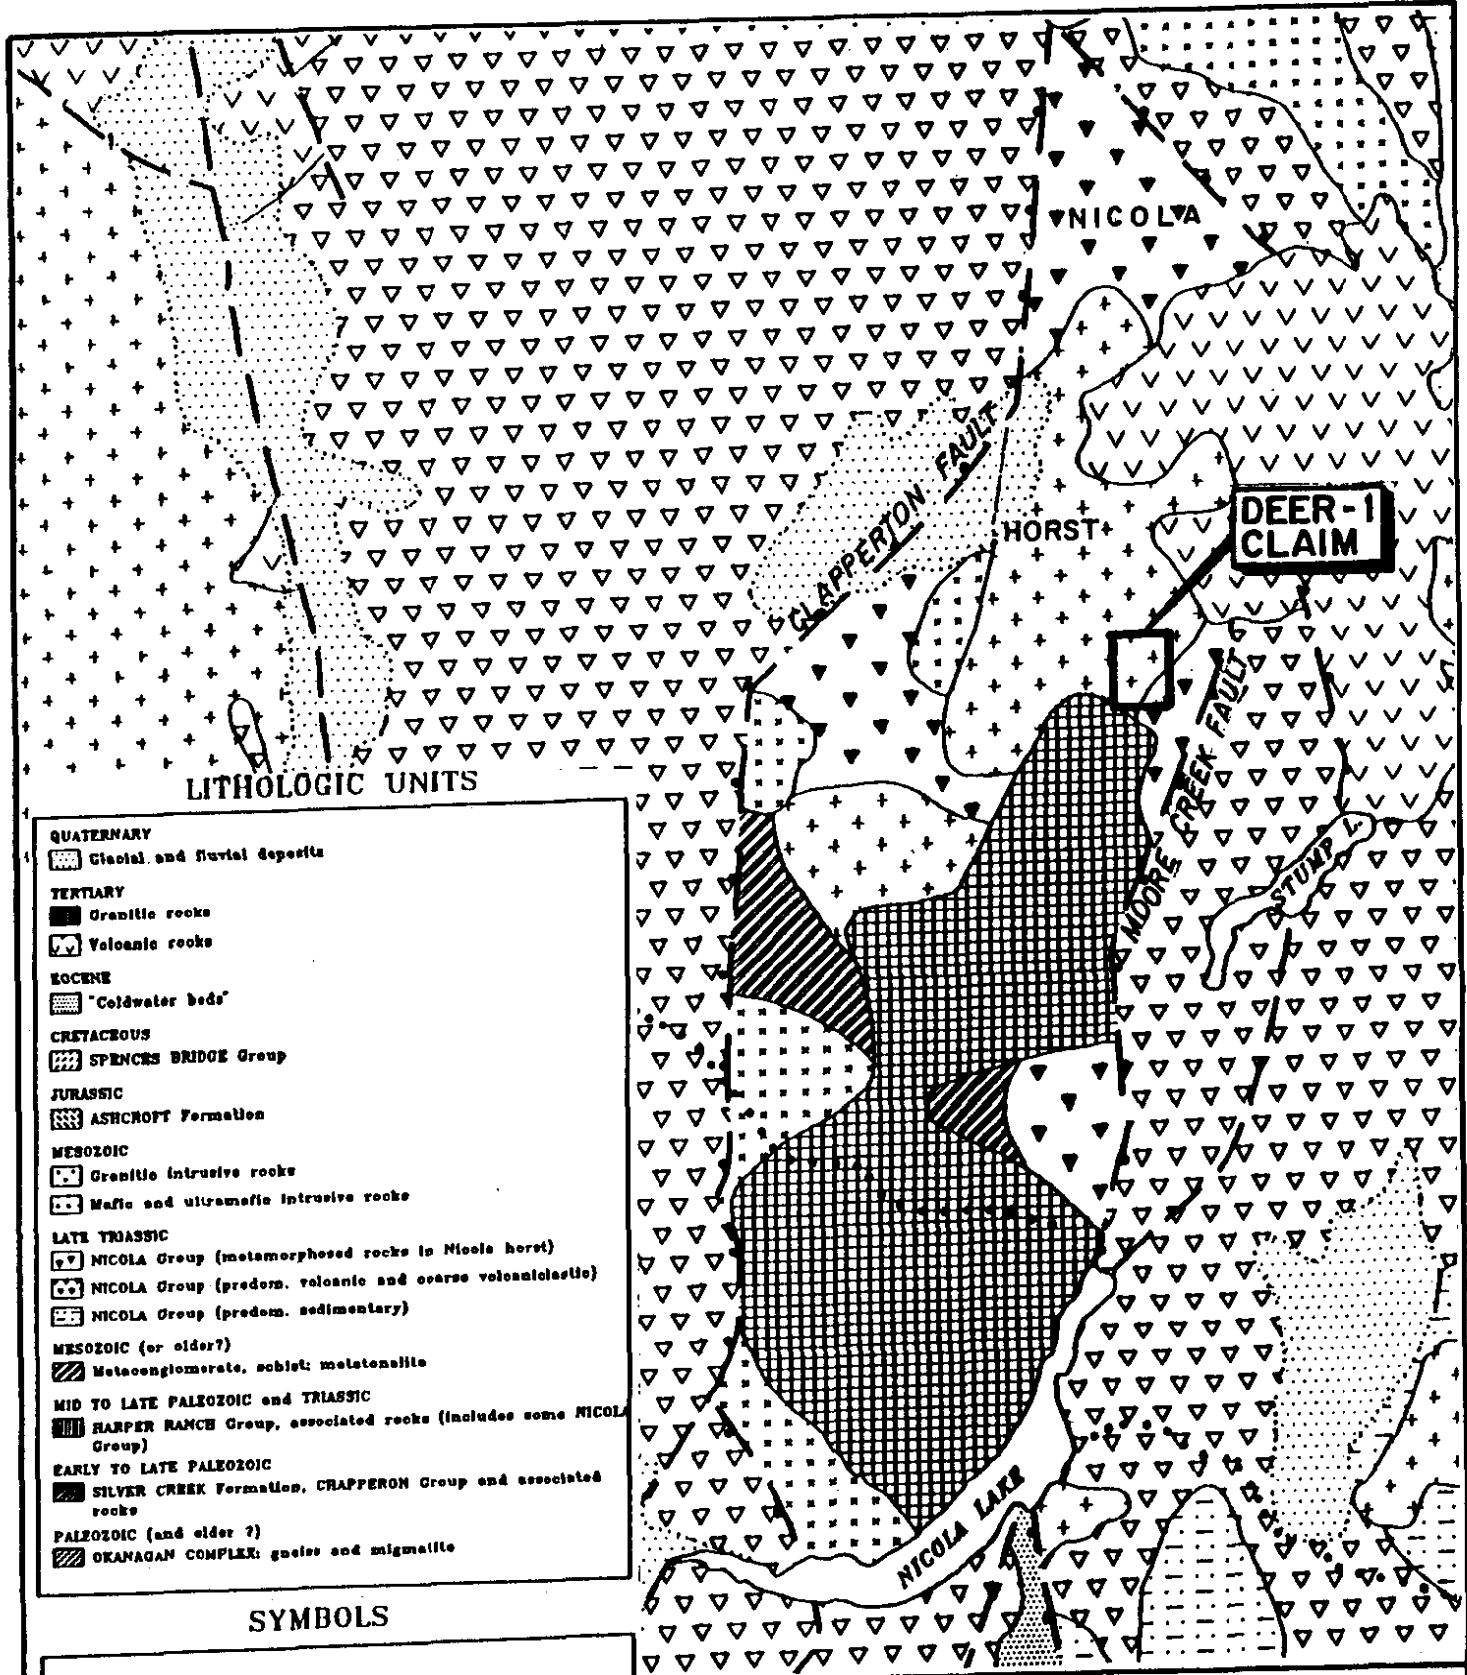 NICOLA
CLAPPERTON FAULT
HORST
DEER-1
CLAIM
MOORE CREEK FAULT
STUMP L.
NICOLA LAKE
LITHOLOGIC UNITS
QUATERNARY
Glacial and fluvial deposits
TERTIARY
Granitic rocks
Volcanic rocks
EOCENE
"Coldwater beds"
CRETACEOUS
SPENCES BRIDGE Group
JURASSIC
ASHCROFT Formation
MESOZOIC
Granitic intrusive rocks
Mafic and ultramafic intrusive rocks
LATE TRIASSIC
NICOLA Group (metamorphosed rocks in Nicola horst)
NICOLA Group (predom. volcanic and coarse volcaniclastic)
NICOLA Group (predom. sedimentary)
MESOZOIC (or older?)
Metaconglomerate, schist; metatonalite
MID TO LATE PALEOZOIC and TRIASSIC
HARPER RANCH Group, associated rocks (includes some NICOLA
Group)
EARLY TO LATE PALEOZOIC
SILVER CREEK Formation, CHAPPERON Group and associated
rocks
PALEOZOIC (and older ?)
OKANAGAN COMPLEX: gneiss and migmatite
SYMBOLS